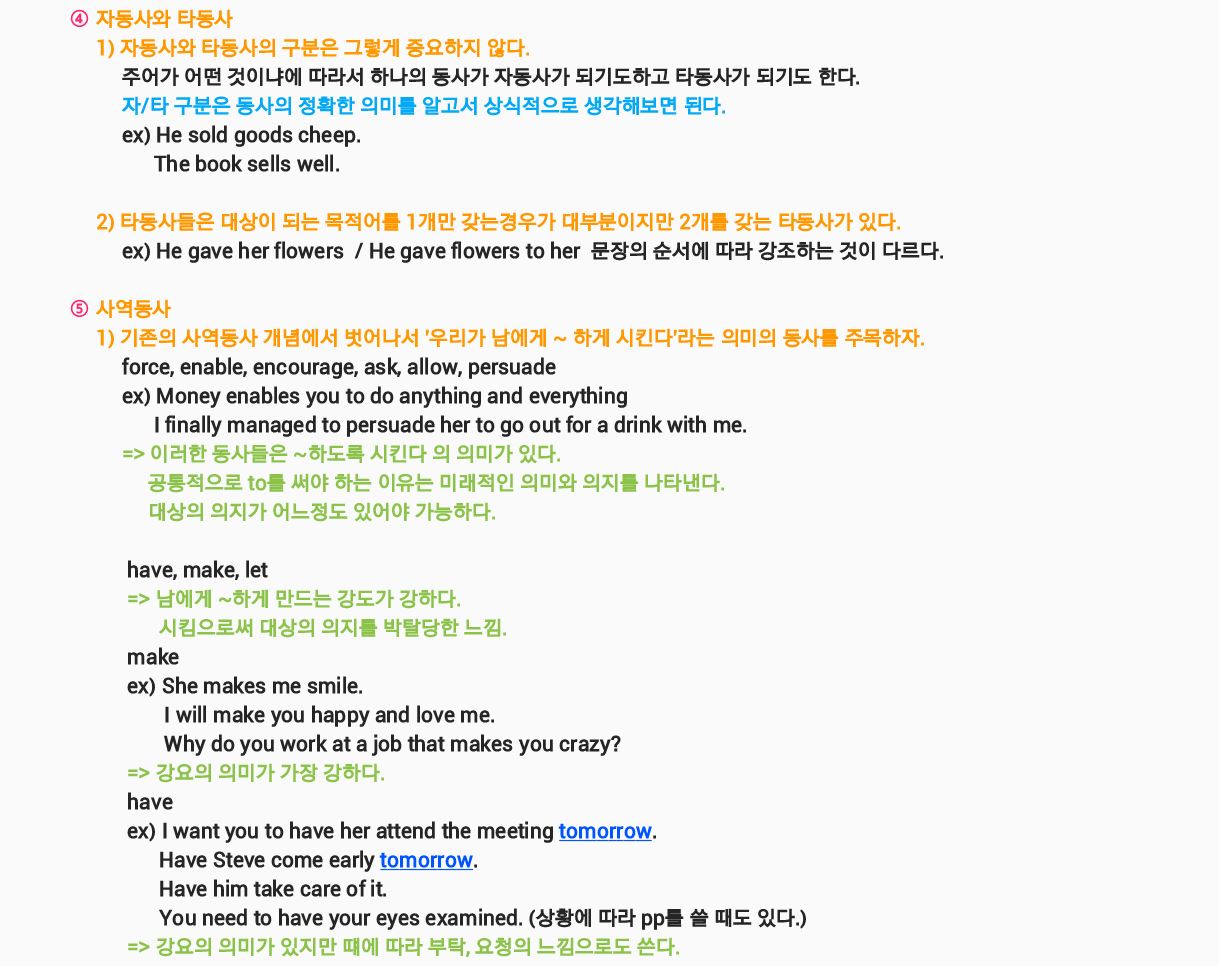 ④ 자동사와 타동사
1) 자동사와 타동사의 구분은 그렇게 중요하지 않다.
주어가 어떤 것이냐에 따라서 하나의 동사가 자동사가 되기도하고 타동사가 되기도 한다.
자/타 구분은 동사의 정확한 의미를 알고서 상식적으로 생각해보면 된다.
ex) He sold goods cheep.
The book sells well.
2) 타동사들은 대상이 되는 목적어를 1개만 갖는경우가 대부분이지만 2개를 갖는 타동사가 있다.
ex) He gave her flowers / He gave flowers to her 문장의 순서에 따라 강조하는 것이 다르다.
⑤ 사역동사
1) 기존의 사역동사 개념에서 벗어나서 '우리가 남에게 ~ 하게 시킨다'라는 의미의 동사를 주목하자.
force, enable, encourage, ask, allow, persuade
ex) Money enables you to do anything and everything
I finally managed to persuade her to go out for a drink with me.
=> 이러한 동사들은 ~하도록 시킨다 의 의미가 있다.
공통적으로 to를 써야 하는 이유는 미래적인 의미와 의지를 나타낸다.
대상의 의지가 어느정도 있어야 가능하다.
have, make, let
=> 남에게 ~하게 만드는 강도가 강하다.
시킴으로써 대상의 의지를 박탈당한 느낌.
make
ex) She makes me smile.
I will make you happy and love me.
Why do you work at a job that makes you crazy?
=> 강요의 의미가 가장 강하다.
have
ex) I want you to have her attend the meeting tomorrow.
Have Steve come early tomorrow.
Have him take care of it.
You need to have your eyes examined. (상황에 따라 pp를 쓸 때도 있다.)
=> 강요의 의미가 있지만 떄에 따라 부탁, 요청의 느낌으로도 쓴다.